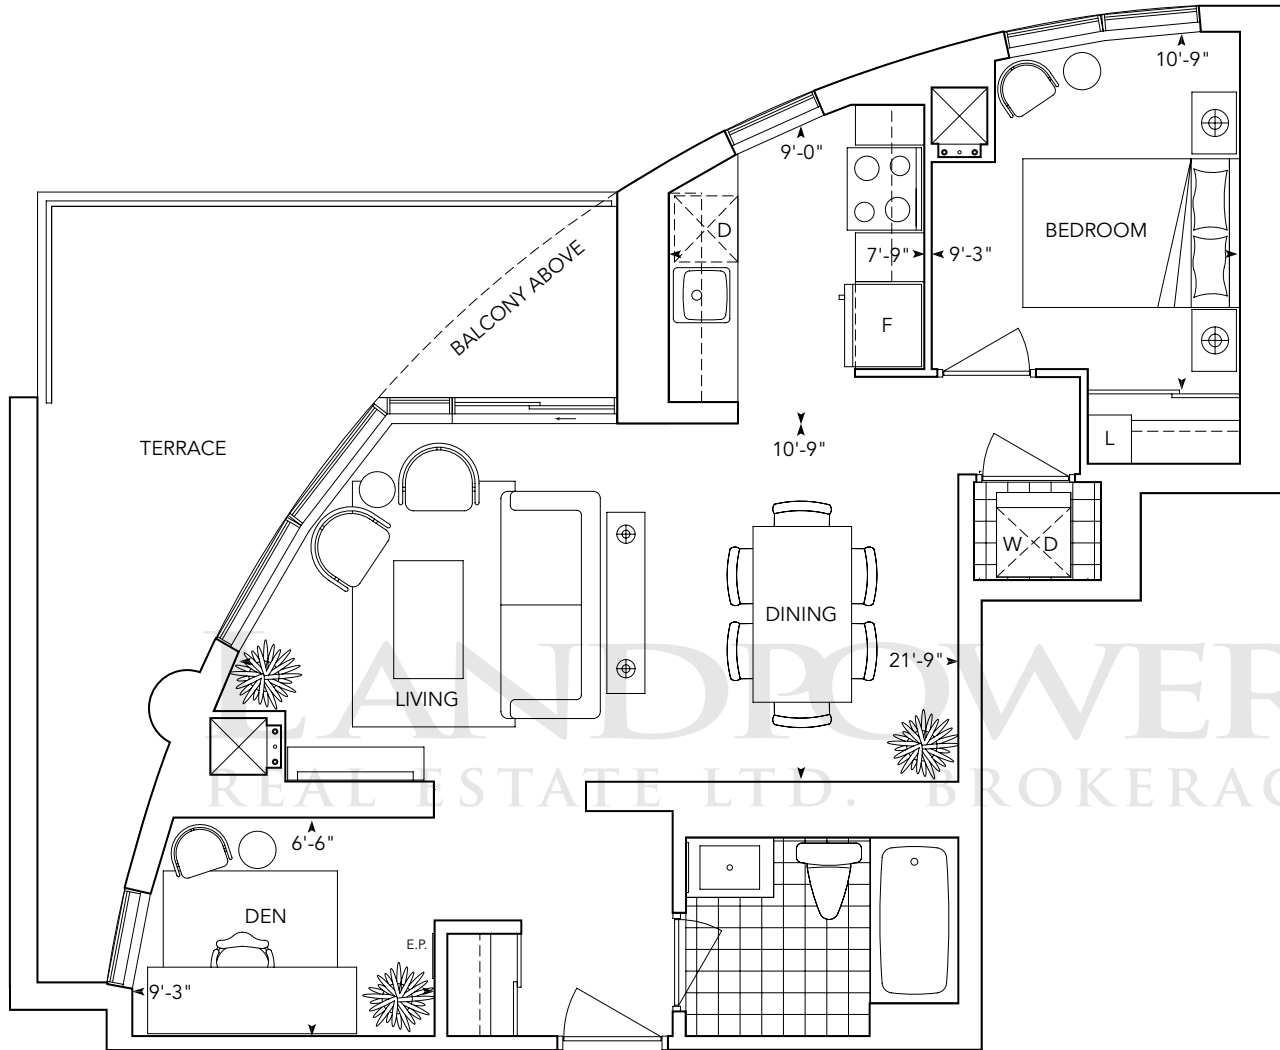 10'-9"
9'-0"
D
BEDROOM
7'-9"
9'-3"
BALCONY ABOVE
F
TERRACE
10'-9"
L
W D
DINING
21'-9"
LIVING
LANDPOWER
REAL ESTATE LTD. BROKERAG
6'-6"
DEN
E.P.
9'-3"